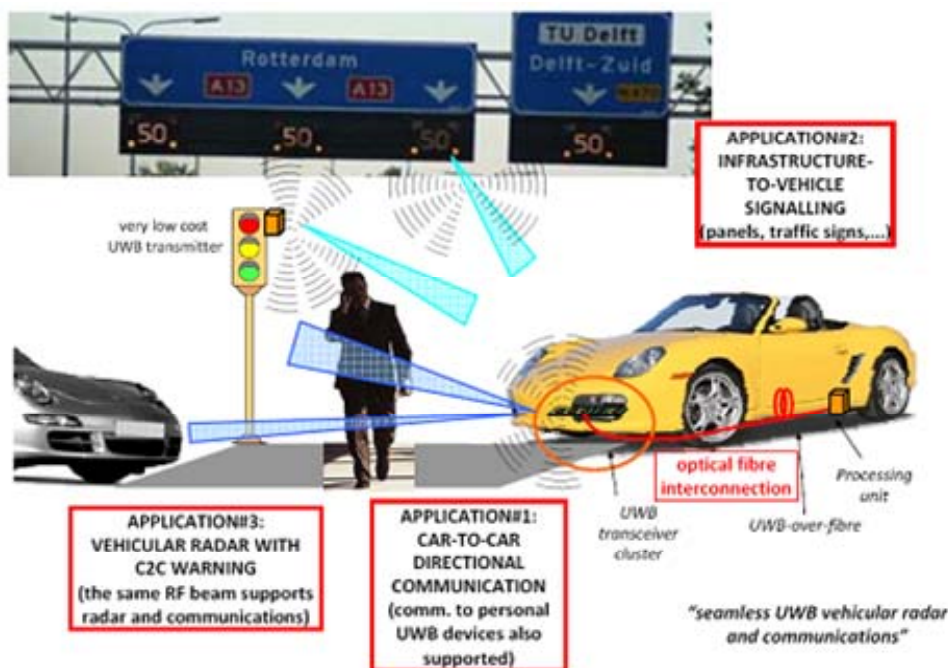 TU Delft
Rotterdam
Delft-Zuid
A13
A13
N470
50
50
50
50
APPLICATION#2:
INFRASTRUCTURE-
TO-VEHICLE
SIGNALLING
(panels, traffic signs,...)
very low cost
UWB transmitter
optical fibre
interconnection
Processing
unit
UWB-over-fibre
UWB
transceiver
cluster
APPLICATION#3:
VEHICULAR RADAR WITH
C2C WARNING
(the same RF beam supports
radar and communications)
APPLICATION#1:
CAR-TO-CAR
DIRECTIONAL
COMMUNICATION
(comm. to personal
UWB devices also
supported)
"seamless UWB vehicular radar
and communications"